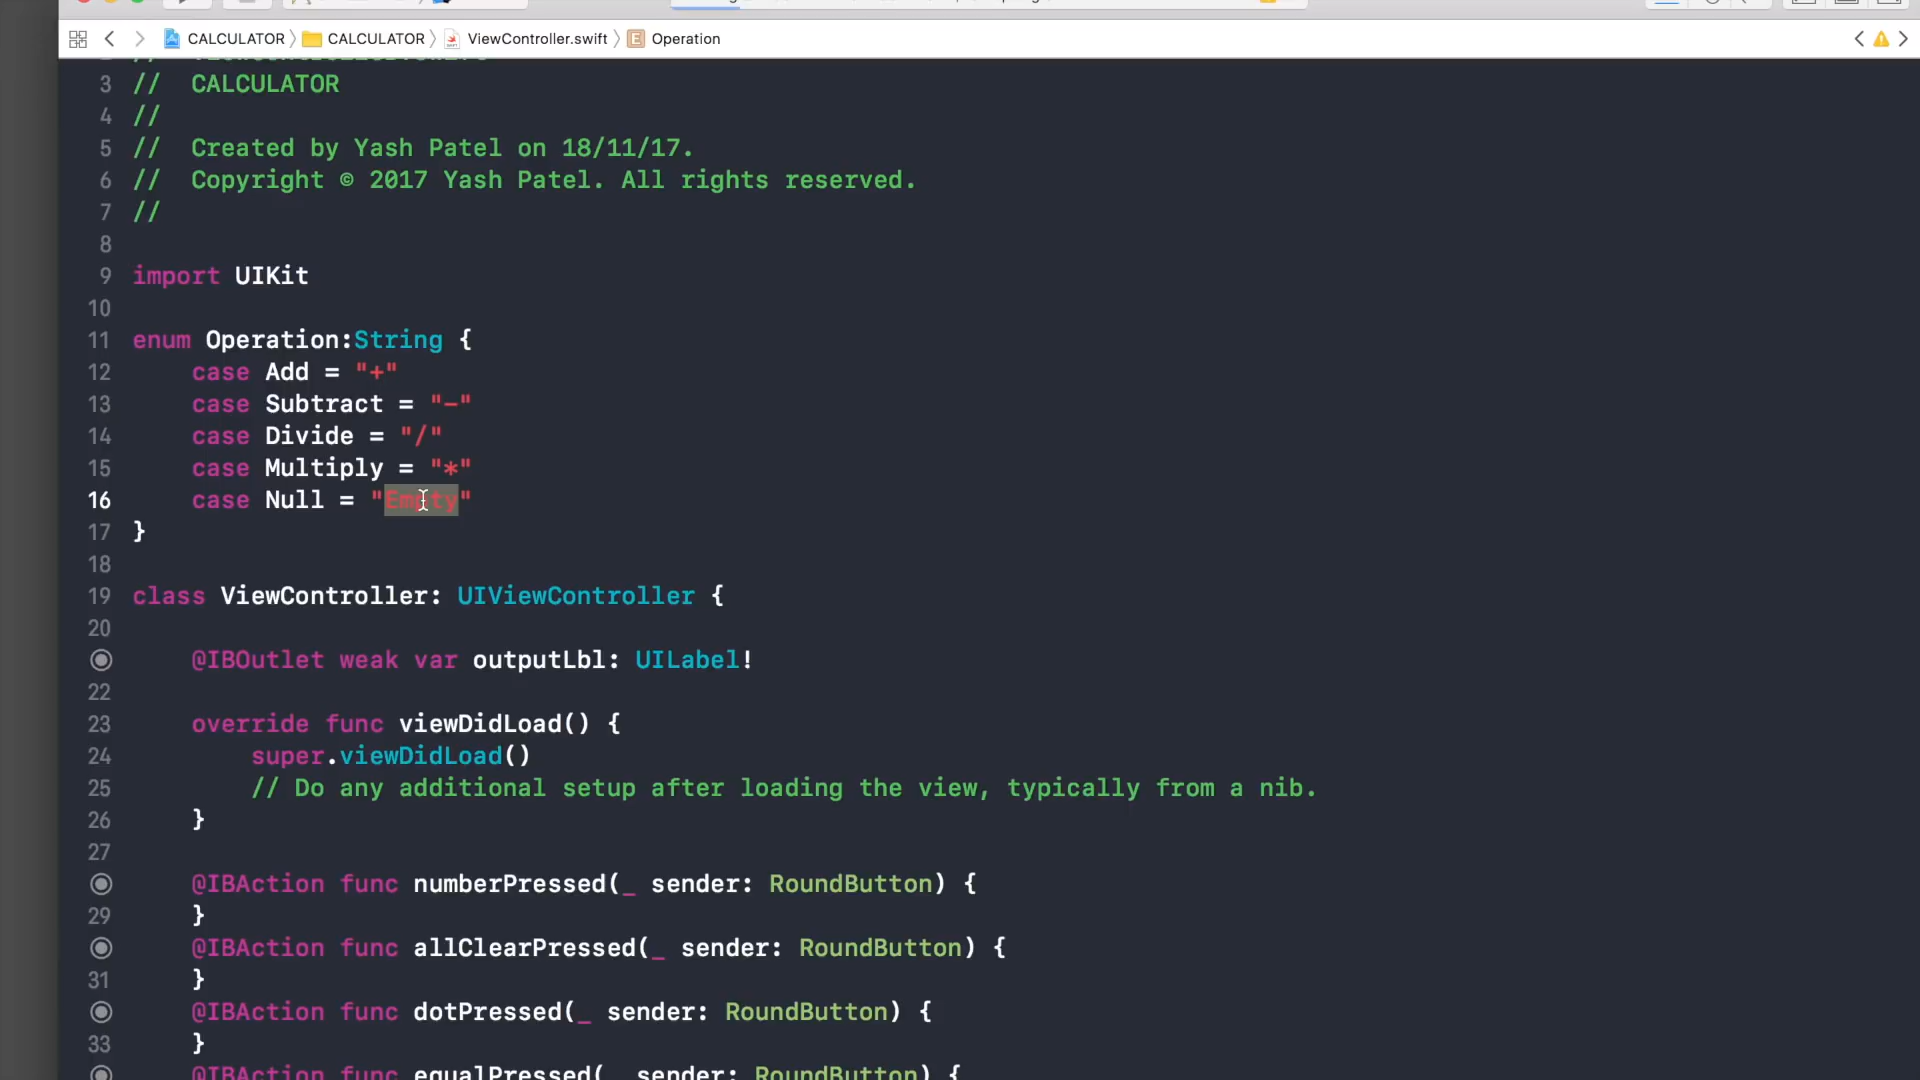 CALCULATOR CALCULATOR ViewController.swift E Operation
3 //  CALCULATOR
4 //
5 //  Created by Yash Patel on 18/11/17.
6 //  Copyright © 2017 Yash Patel. All rights reserved.
7 //
8
9 import UIKit
10
11 enum Operation:String {
12     case Add = "+"
13     case Subtract = "-"
14     case Divide = "/"
15     case Multiply = "*"
16     case Null = "Empty"
17 }
18
19 class ViewController: UIViewController {
20
    @IBOutlet weak var outputLbl: UILabel!
22
23     override func viewDidLoad() {
24         super.viewDidLoad()
25         // Do any additional setup after loading the view, typically from a nib.
26     }
27
    @IBAction func numberPressed(_ sender: RoundButton) {
29     }
    @IBAction func allClearPressed(_ sender: RoundButton) {
31     }
    @IBAction func dotPressed(_ sender: RoundButton) {
33     }
    @IBAction func equalPressed(_ sender: RoundButton) {